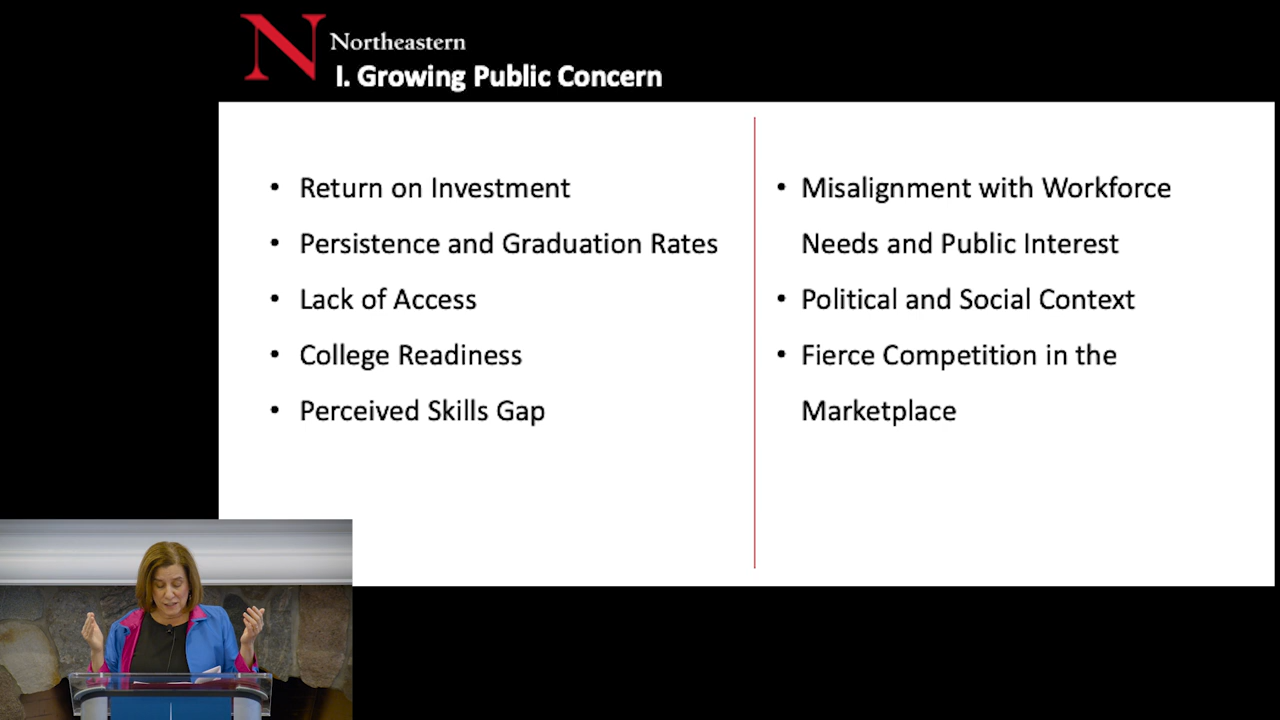 Northeastern
I. Growing Public Concern
• Return on Investment
• Persistence and Graduation Rates
• Lack of Access
• College Readiness
• Perceived Skills Gap
• Misalignment with Workforce
Needs and Public Interest
• Political and Social Context
• Fierce Competition in the
Marketplace